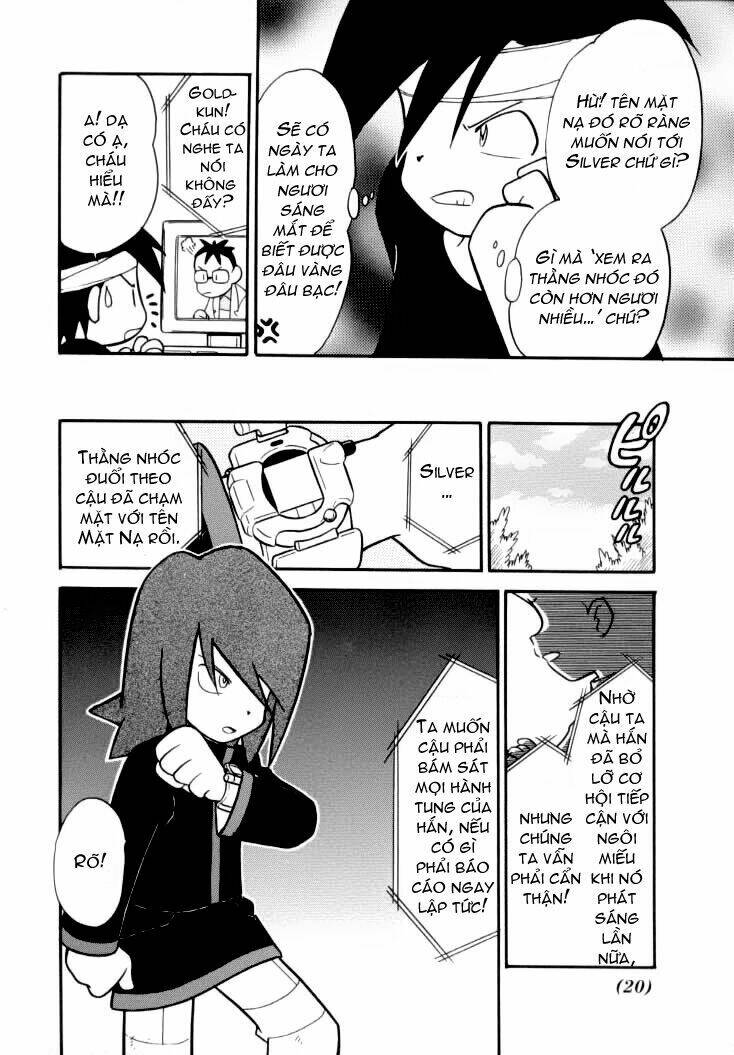 Hừ! Tên mặt
nạ đó rõ ràng
muốn nói tới
Silver chứ gì?
Gì mà ‘xem ra
thằng nhóc đó
còn hơn ngươi
nhiều...’ chứ?
Sẽ có
ngày ta
làm cho
ngươi
sáng
mắt để
biết được
đâu vàng
đâu bạc!
Gold-
kun!
Cháu có
nghe ta
nói
không
đấy?
A! Dạ
có ạ,
cháu
hiểu
mà!!
ピルルルル
Silver
...
Thằng nhóc
đuổi theo
cậu đã chạm
mặt với tên
Mặt Nạ rồi.
Nhờ
cậu ta
mà hắn
đã bỏ
lỡ cơ
hội tiếp
cận với
ngôi
miếu
khi nó
phát
sáng
lần
nữa,
nhưng
chúng
ta vẫn
phải cẩn
thận!
Ta muốn
cậu phải
bám sát
mọi hành
tung của
hắn, nếu
có gì
phải báo
cáo ngay
lập tức!
Rõ!
(20)